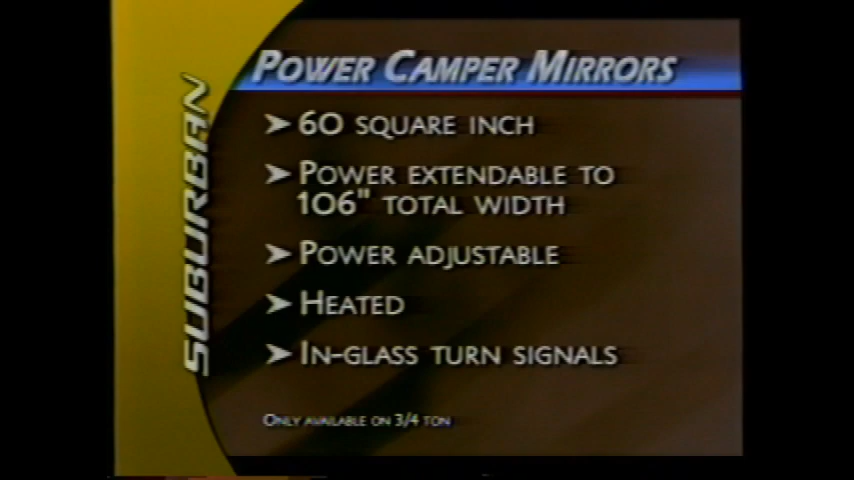 POWER CAMPER MIRRORS
➤ 60 SQUARE INCH
➤ POWER EXTENDABLE TO
106" TOTAL WIDTH
➤ POWER ADJUSTABLE
➤ HEATED
➤ IN-GLASS TURN SIGNALS
ONLY AVAILABLE ON 3/4 TON
SUBURBAN